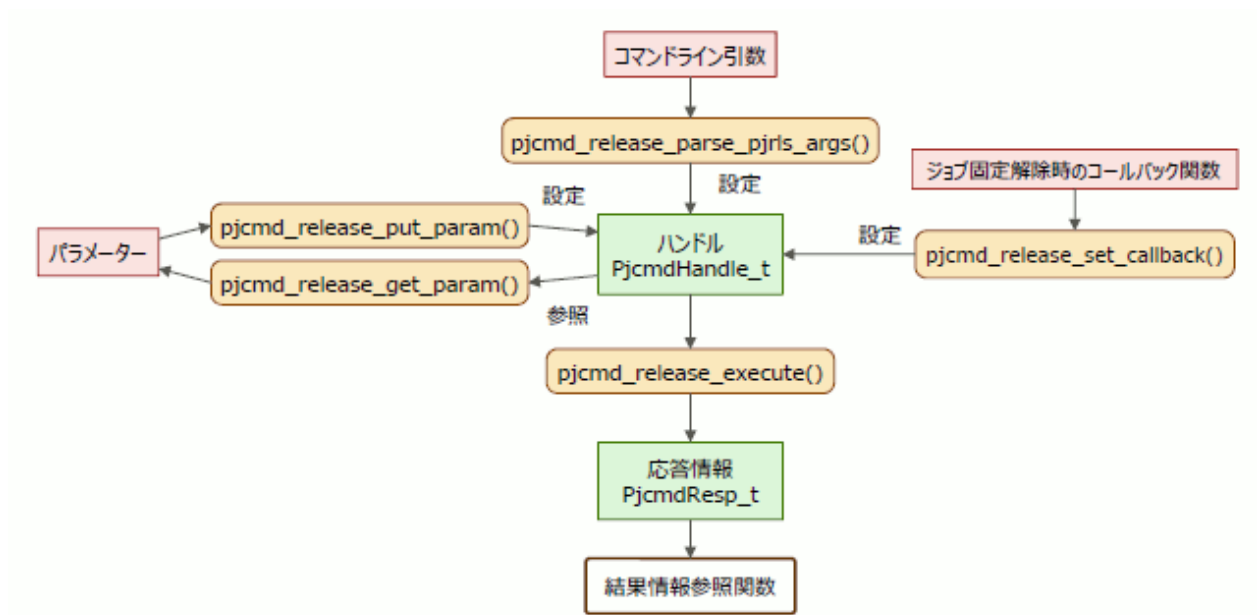 コマンドライン引数
pjcmd_release_parse_pjrls_args()
設定
ジョブ固定解除時のコールバック関数
設定
pjcmd_release_put_param()
パラメーター
ハンドル
PjcmdHandle_t
設定
pjcmd_release_set_callback()
pjcmd_release_get_param()
参照
pjcmd_release_execute()
応答情報
PjcmdResp_t
結果情報参照関数